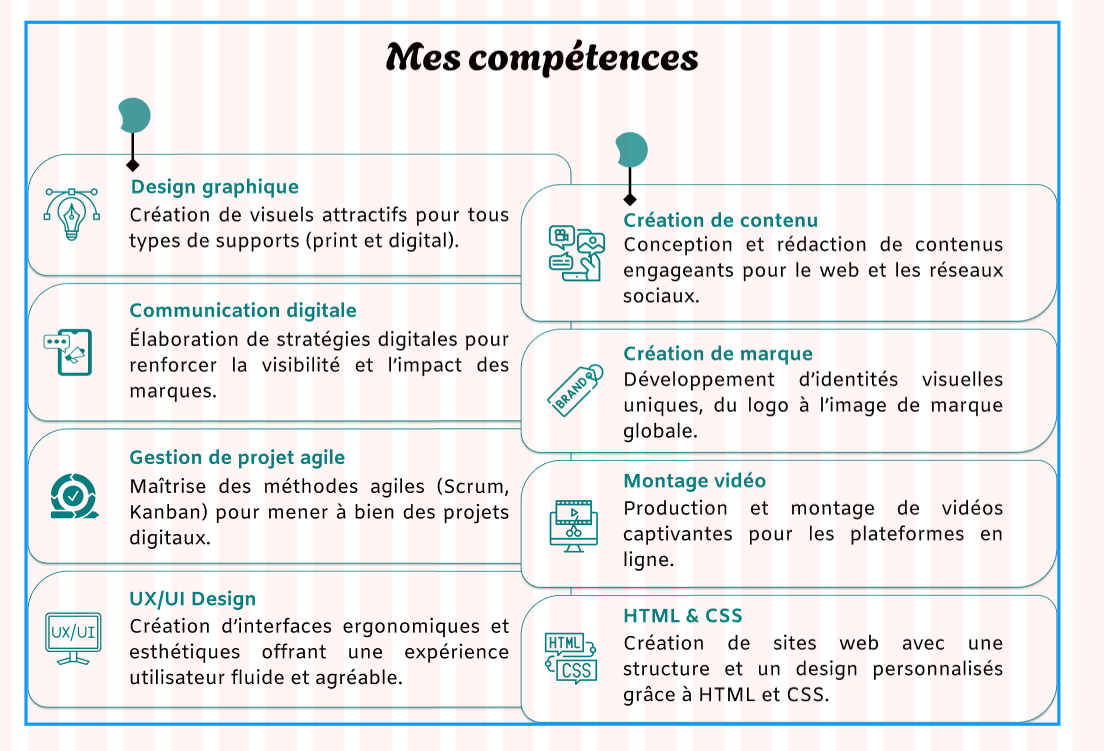 Mes compétences
Design graphique
Création de visuels attractifs pour tous
types de supports (print et digital).
Communication digitale
Élaboration de stratégies digitales pour
renforcer la visibilité et l'impact des
marques.
Gestion de projet agile
Maîtrise des méthodes agiles (Scrum,
Kanban) pour mener à bien des projets
digitaux.
UX/UI
UX/UI Design
Création d'interfaces ergonomiques et
esthétiques offrant une expérience
utilisateur fluide et agréable.
Création de contenu
Conception et rédaction de contenus
engageants pour le web et les réseaux
sociaux.
BRAND
Création de marque
Développement d'identités visuelles
uniques, du logo à l'image de marque
globale.
Montage vidéo
Production et montage de vidéos
captivantes pour les plateformes en
ligne.
HTML
CSS
HTML & CSS
Création de sites web avec une
structure et un design personnalisés
grâce à HTML et CSS.